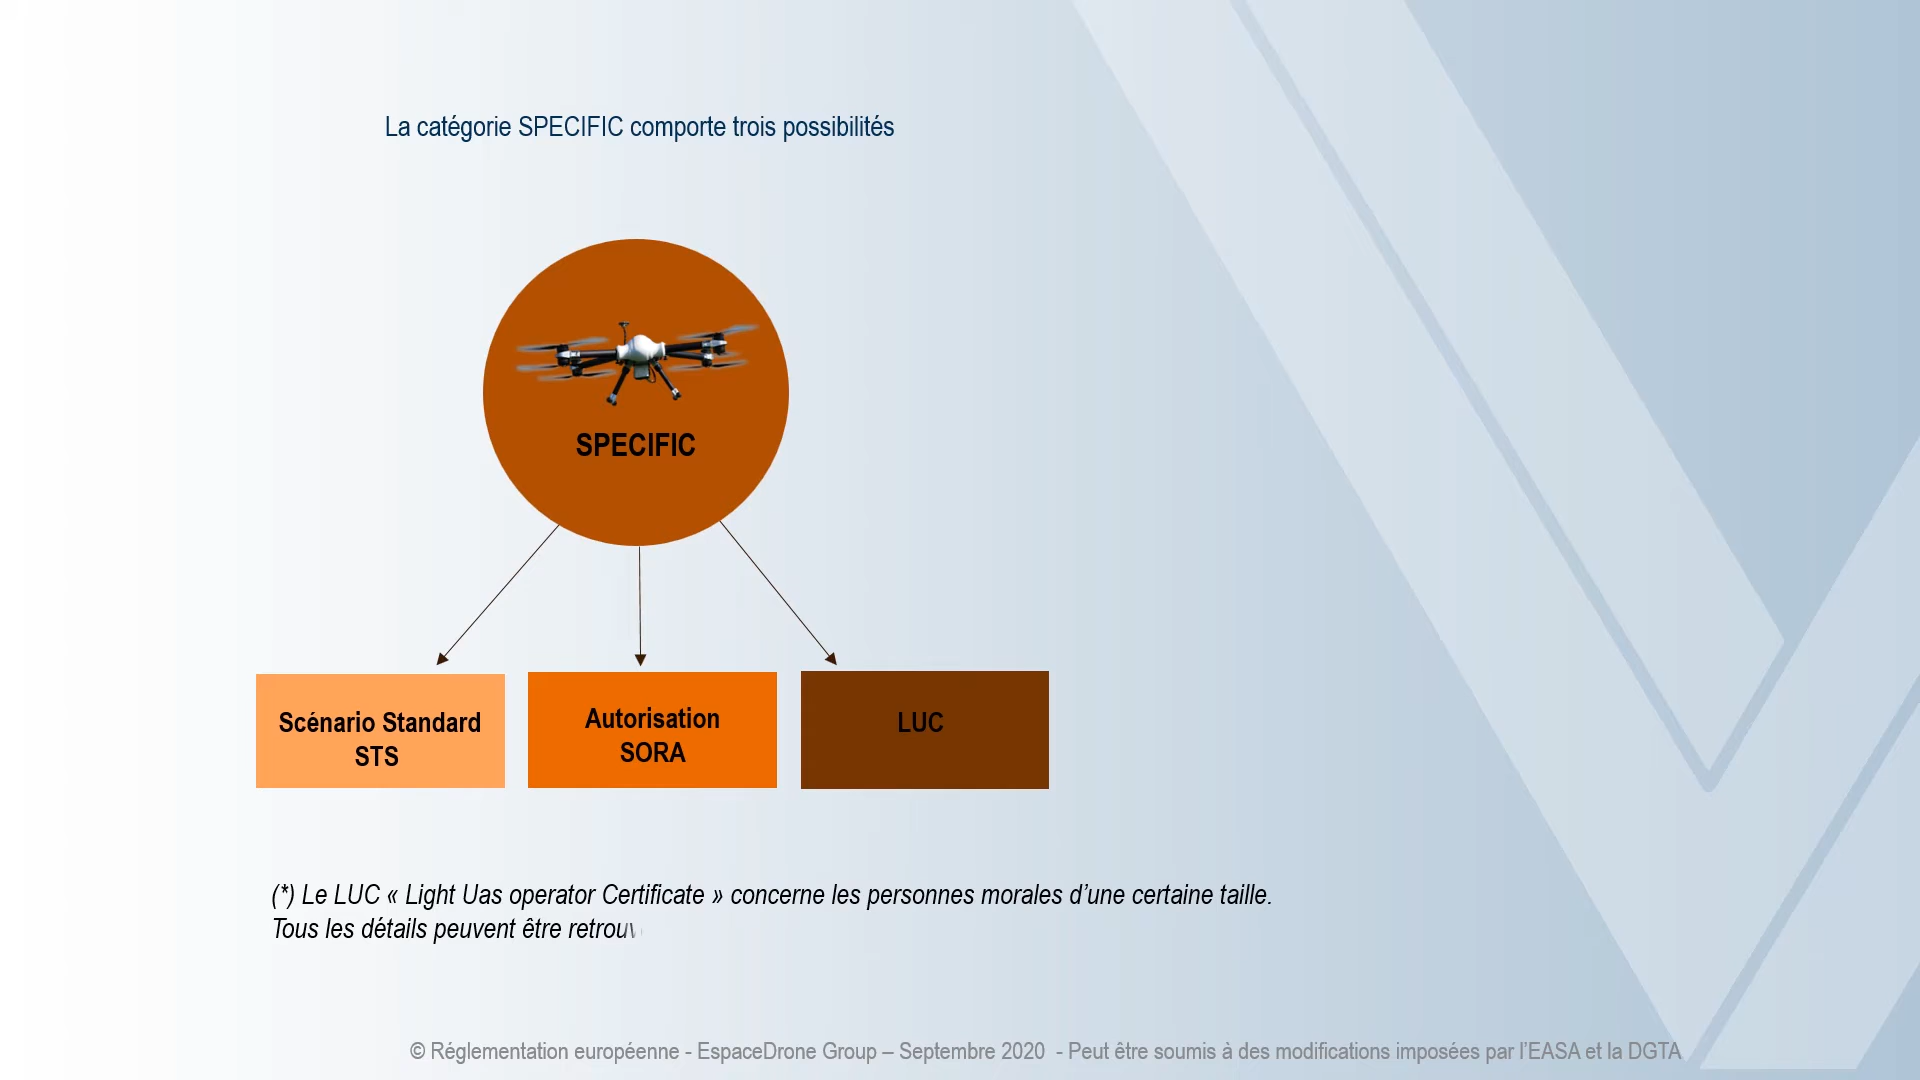 La catégorie SPECIFIC comporte trois possibilités
SPECIFIC
Scénario Standard
STS
Autorisation
SORA
LUC
(*) Le LUC « Light Uas operator Certificate » concerne les personnes morales d’une certaine taille.
Tous les détails peuvent être
© Réglementation européenne - EspaceDrone Group – Septembre 2020 - Peut être soumis à des modifications imposées par l’EASA et la DGTA